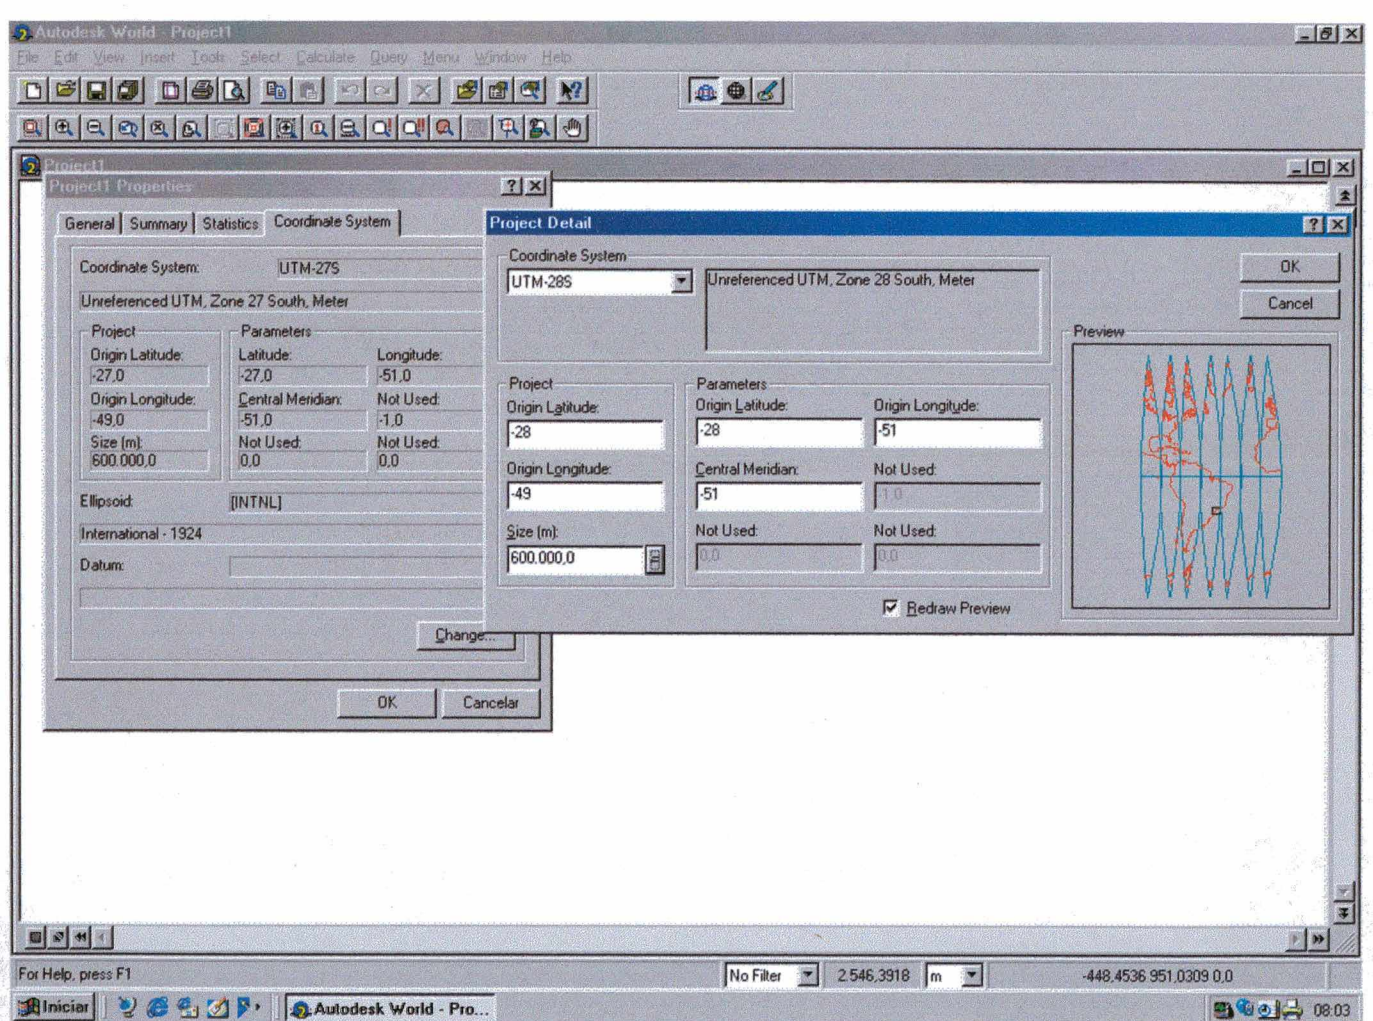 Autodesk World - Project1
File Edit View Insert Tools Select Calculate Query Menu Window Help
Project1
Project1 Properties
General Summary Statistics Coordinate System
Coordinate System: UTM-27S
Unreferenced UTM, Zone 27 South, Meter
Project
Origin Latitude:
-27,0
Origin Longitude:
-49,0
Size (m):
600.000,0
Parameters
Latitude: Longitude:
-27,0 -51,0
Central Meridian: Not Used:
-51,0 -1,0
Not Used: Not Used:
0,0 0,0
Ellipsoid: [INTNL]
International - 1924
Datum:
Change...
OK Cancelar
Project Detail
Coordinate System
UTM-28S
Unreferenced UTM, Zone 28 South, Meter
OK
Cancel
Project
Origin Latitude:
-28
Origin Longitude:
-49
Size (m):
600.000,0
Parameters
Origin Latitude: Origin Longitude:
-28 -51
Central Meridian: Not Used:
-51 -1,0
Not Used: Not Used:
0,0 0,0
Redraw Preview
Preview
For Help, press F1
No Filter 2.546,3918 m -448,4536 951,0309 0,0
Iniciar Autodesk World - Pro... 08:03